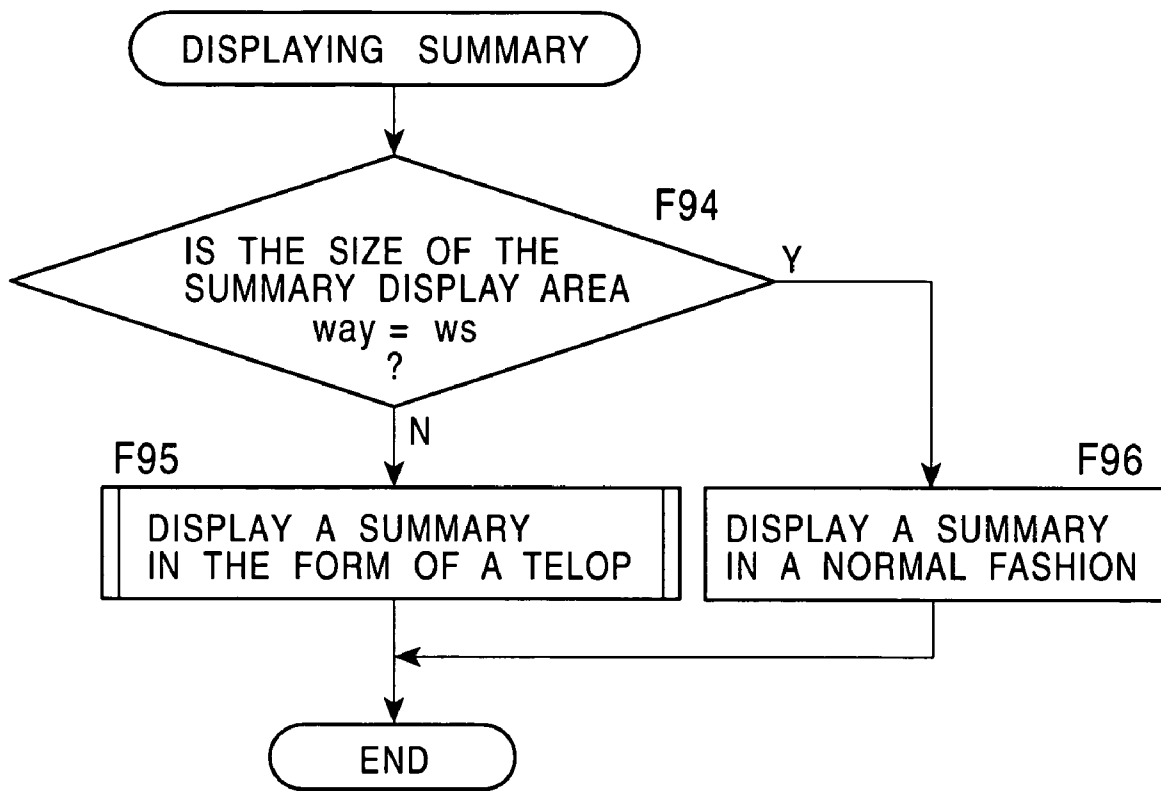 DISPLAYING SUMMARY
F94
IS THE SIZE OF THE
SUMMARY DISPLAY AREA
way = ws
?
Y
N
F95
DISPLAY A SUMMARY
IN THE FORM OF A TELOP
F96
DISPLAY A SUMMARY
IN A NORMAL FASHION
END